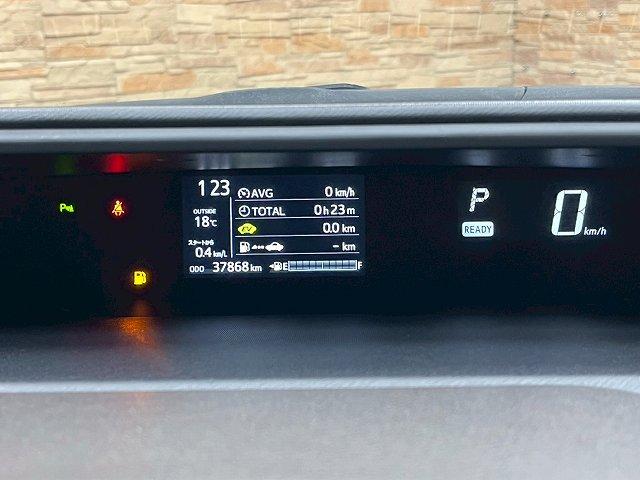 123
OUTSIDE
18℃
スタートから
0.4 km/L
AVG 0 km/h
TOTAL 0h23m
EV 0.0 km
- km
ODO 37868 km E F
P
READY
0 km/h